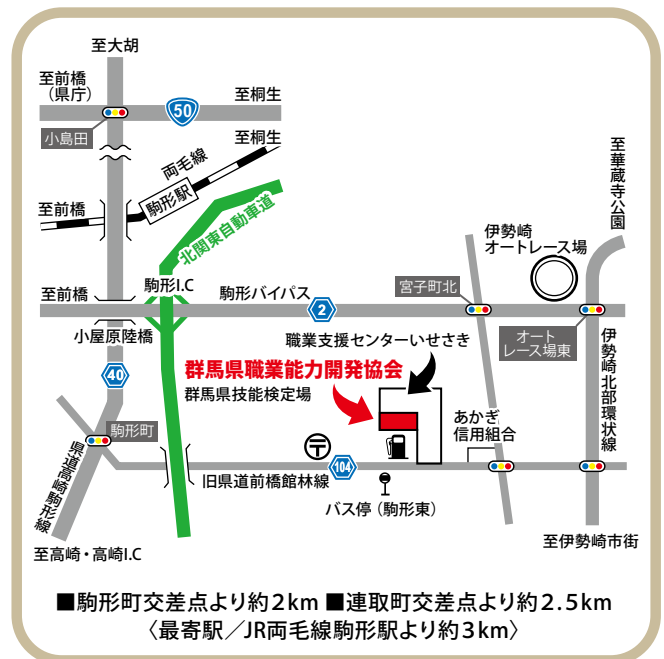 至大胡
至前橋
（県庁）
至桐生
50
小島田
至桐生
両毛線
駒形駅
至前橋
北関東自動車道
至華蔵寺公園
伊勢崎
オートレース場
駒形I.C
至前橋
駒形バイパス
2
宮子町北
小屋原陸橋
オート
レース場東
職業支援センターいせさき
群馬県職業能力開発協会
群馬県技能検定場
伊勢崎北部環状線
40
駒形町
あかぎ
信用組合
県道高崎駒形線
〒
104
旧県道前橋館林線
バス停（駒形東）
至高崎・高崎I.C
至伊勢崎市街
■駒形町交差点より約2km ■連取町交差点より約2.5km
〈最寄駅／JR両毛線駒形駅より約3km〉